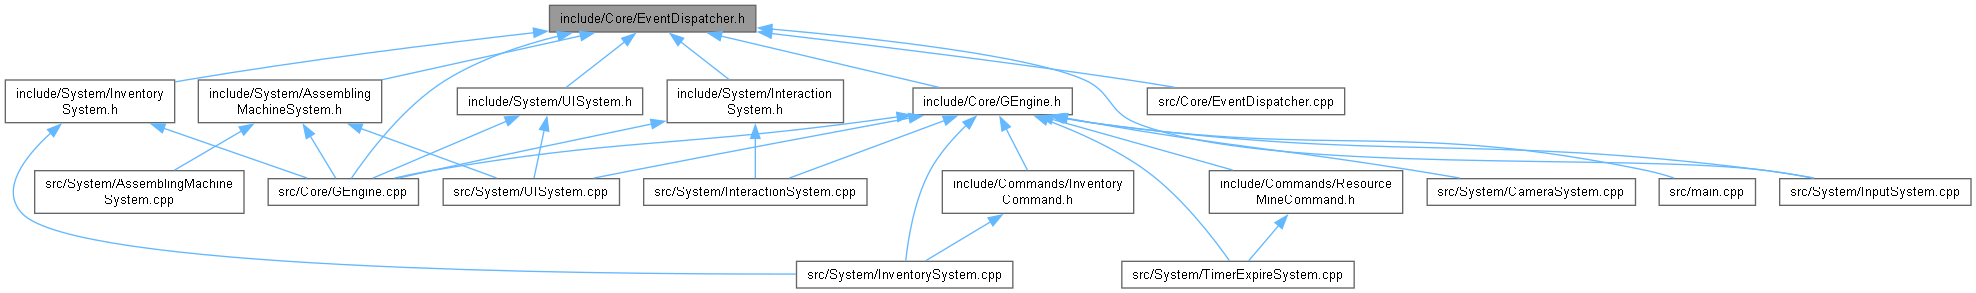 include/Core/EventDispatcher.h
include/System/Inventory
System.h
include/System/Assembling
MachineSystem.h
include/System/UISystem.h
include/System/Interaction
System.h
include/Core/GEngine.h
src/Core/EventDispatcher.cpp
src/System/AssemblingMachine
System.cpp
src/Core/GEngine.cpp
src/System/UISystem.cpp
src/System/InteractionSystem.cpp
include/Commands/Inventory
Command.h
include/Commands/Resource
MineCommand.h
src/System/CameraSystem.cpp
src/main.cpp
src/System/InputSystem.cpp
src/System/InventorySystem.cpp
src/System/TimerExpireSystem.cpp